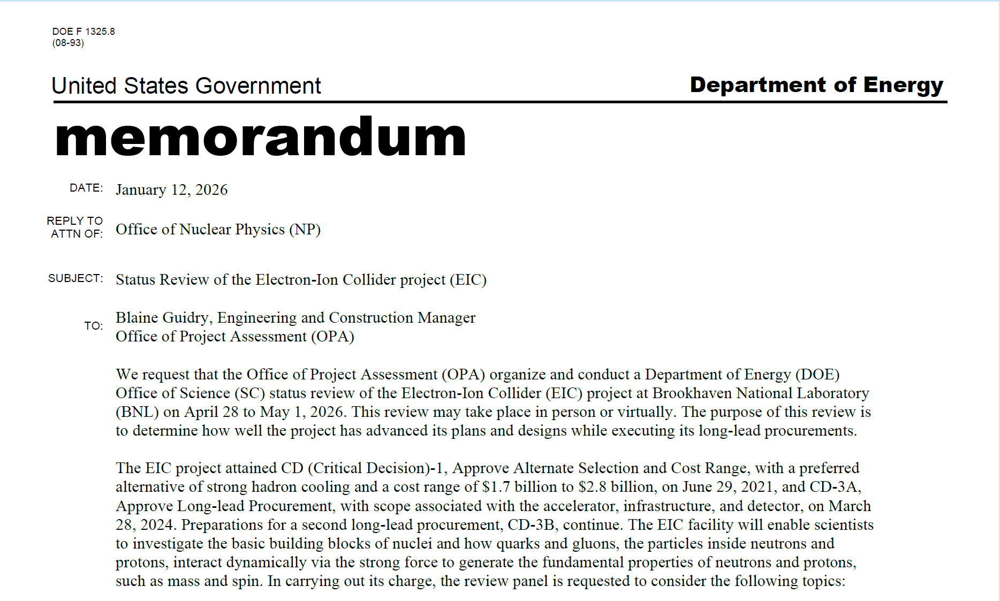 DOE F 1325.8
(08-93)
United States Government
Department of Energy
memorandum
DATE: January 12, 2026
REPLY TO
ATTN OF: Office of Nuclear Physics (NP)
SUBJECT: Status Review of the Electron-Ion Collider project (EIC)
TO: Blaine Guidry, Engineering and Construction Manager
Office of Project Assessment (OPA)
We request that the Office of Project Assessment (OPA) organize and conduct a Department of Energy (DOE)
Office of Science (SC) status review of the Electron-Ion Collider (EIC) project at Brookhaven National Laboratory
(BNL) on April 28 to May 1, 2026. This review may take place in person or virtually. The purpose of this review is
to determine how well the project has advanced its plans and designs while executing its long-lead procurements.
The EIC project attained CD (Critical Decision)-1, Approve Alternate Selection and Cost Range, with a preferred
alternative of strong hadron cooling and a cost range of $1.7 billion to $2.8 billion, on June 29, 2021, and CD-3A,
Approve Long-lead Procurement, with scope associated with the accelerator, infrastructure, and detector, on March
28, 2024. Preparations for a second long-lead procurement, CD-3B, continue. The EIC facility will enable scientists
to investigate the basic building blocks of nuclei and how quarks and gluons, the particles inside neutrons and
protons, interact dynamically via the strong force to generate the fundamental properties of neutrons and protons,
such as mass and spin. In carrying out its charge, the review panel is requested to consider the following topics: